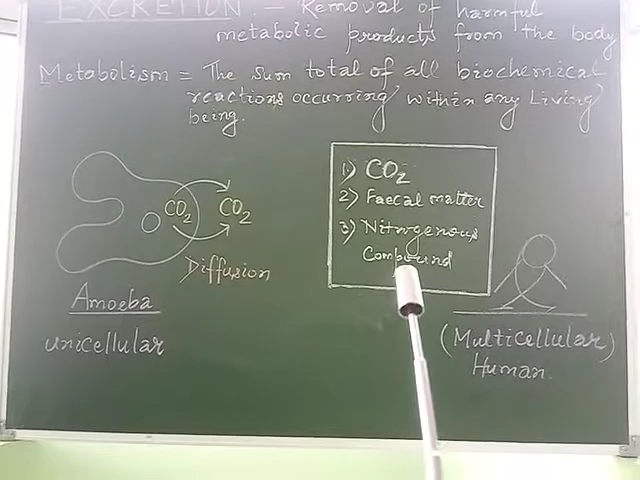 EXCRETION - Removal of harmful
metabolic products from the body
Metabolism = The sum total of all biochemical
reactions occurring within any Living
being.
1) CO2
2) Faecal matter
3) Nitrogenous
Compound
CO2 CO2
Diffusion
Amoeba
unicellular
(Multicellular)
Human.